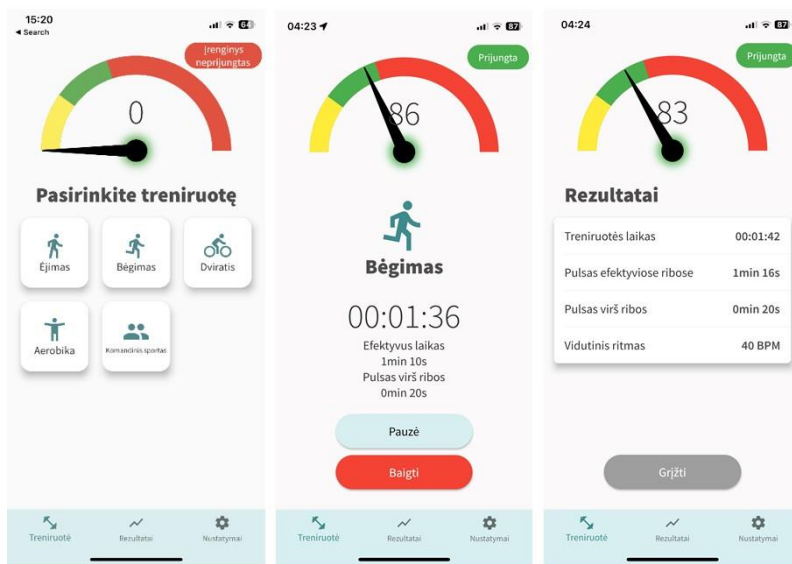 15:20
64
Search
Įrenginys
neprijungtas
0
Pasirinkite treniruotę
Ėjimas
Bėgimas
Dviratis
Aerobika
Komandinis sportas
Treniruotė
Rezultatai
Nustatymai
04:23
87
Prijungta
86
Bėgimas
00:01:36
Efektyvus laikas
1min 10s
Pulsas virš ribos
0min 20s
Pauzė
Baigti
Treniruotė
Rezultatai
Nustatymai
04:24
87
Prijungta
83
Rezultatai
Treniruotės laikas 00:01:42
Pulsas efektyviose ribose 1min 16s
Pulsas virš ribos 0min 20s
Vidutinis ritmas 40 BPM
Grįžti
Treniruotė
Rezultatai
Nustatymai